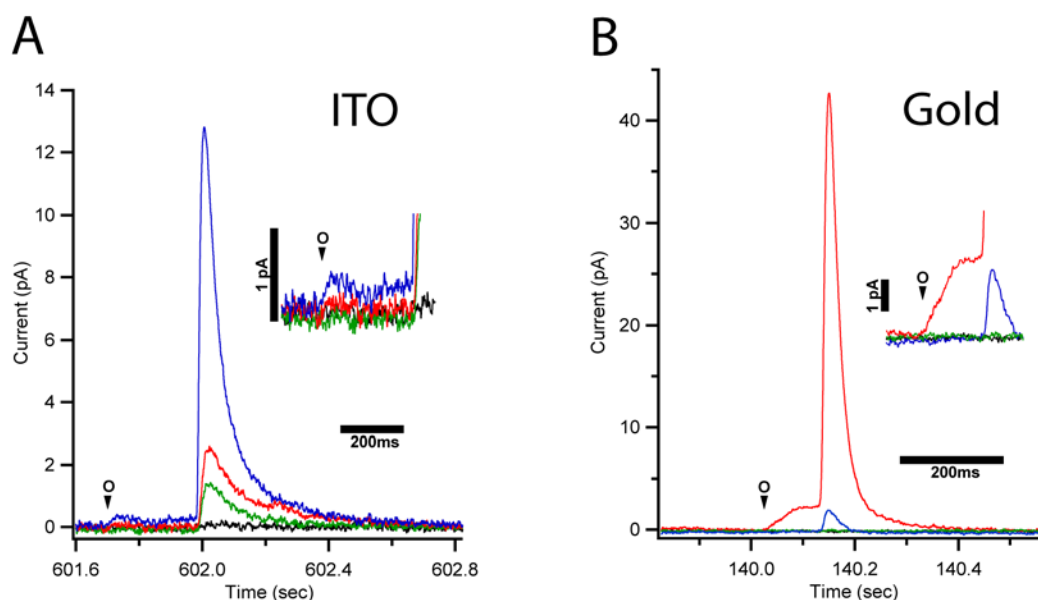 A
ITO
14
12
10
8
6
4
2
0
Current (pA)
O
1 pA
O
200ms
601.6
602.0
602.4
602.8
Time (sec)
B
Gold
40
30
20
10
0
Current (pA)
O
1 pA
O
200ms
140.0
140.2
140.4
Time (sec)